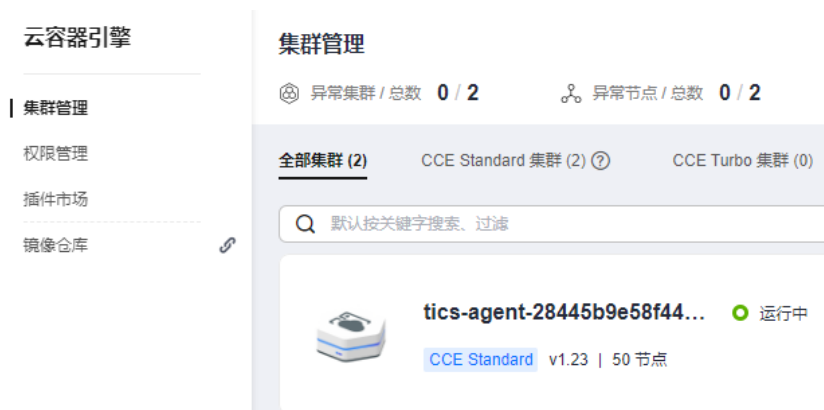 云容器引擎
集群管理
权限管理
插件市场
镜像仓库
集群管理
异常集群 / 总数 0 / 2 异常节点 / 总数 0 / 2
全部集群 (2) CCE Standard 集群 (2) ? CCE Turbo 集群 (0)
默认按关键字搜索、过滤
tics-agent-28445b9e58f44... 运行中
CCE Standard v1.23 | 50 节点